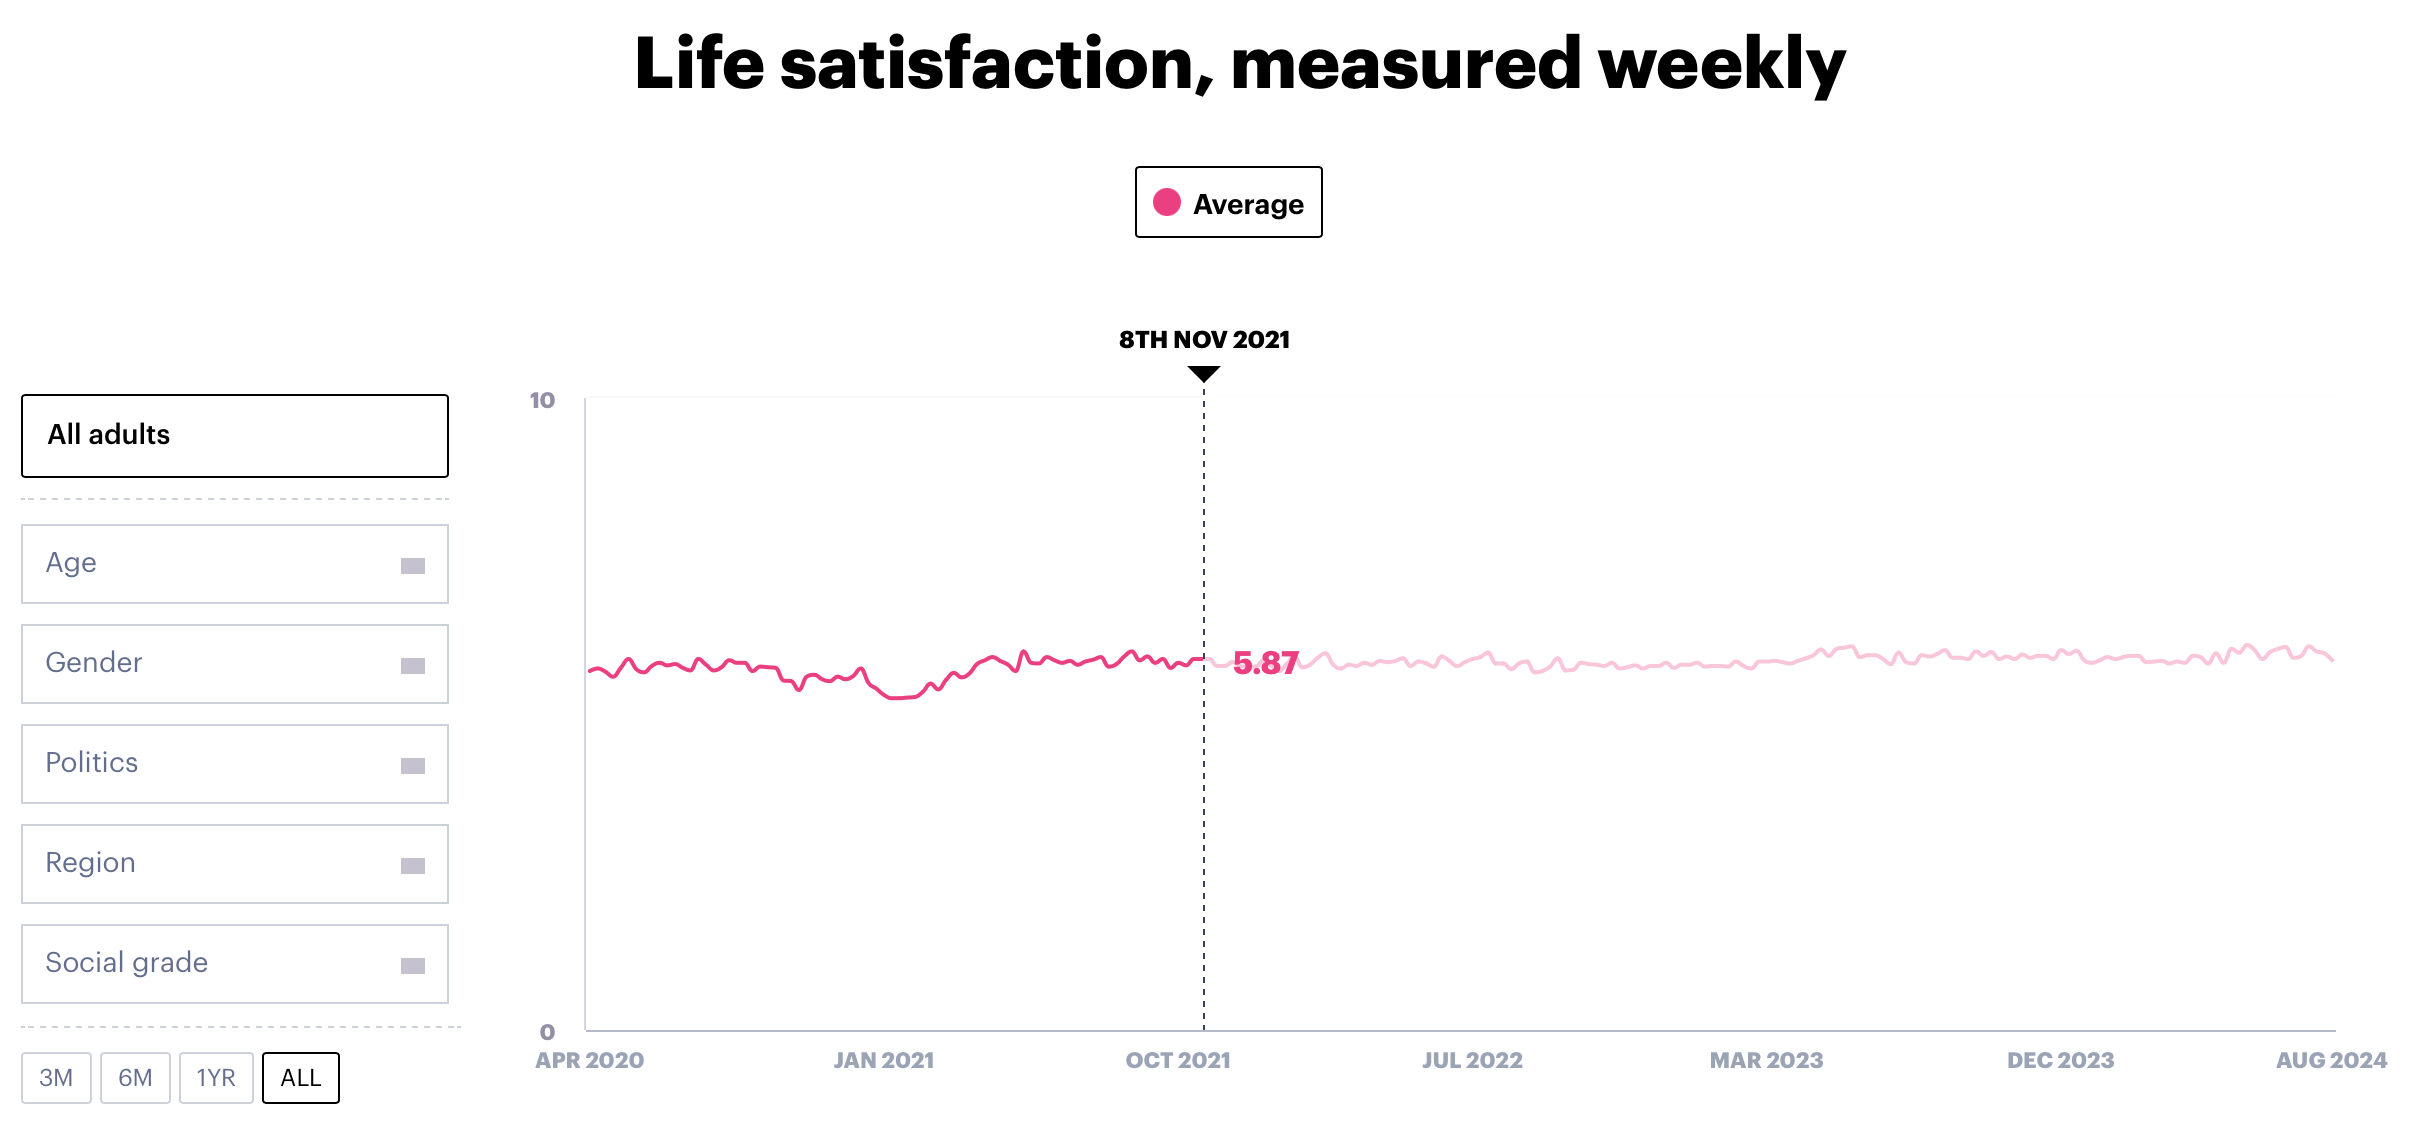 Life satisfaction, measured weekly
Average
8TH NOV 2021
All adults
Age
Gender
Politics
Region
Social grade
3M 6M 1YR ALL
10
5.87
0
APR 2020 JAN 2021 OCT 2021 JUL 2022 MAR 2023 DEC 2023 AUG 2024